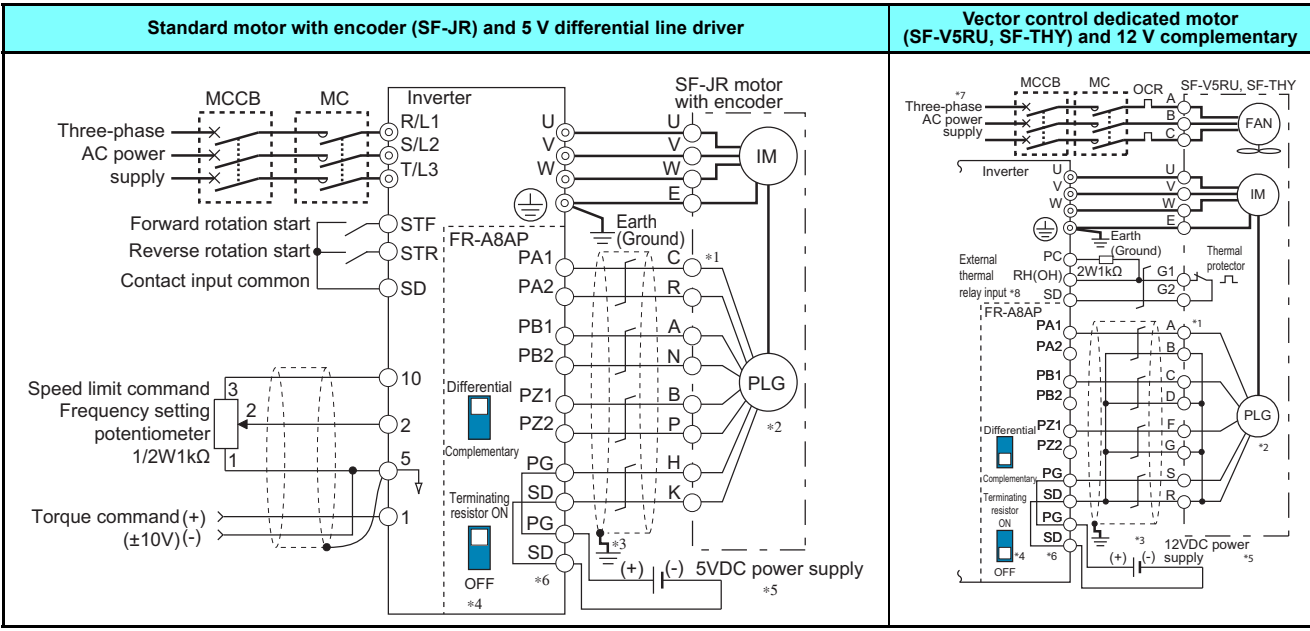 Standard motor with encoder (SF-JR) and 5 V differential line driver
Vector control dedicated motor
(SF-V5RU, SF-THY) and 12 V complementary
MCCB
MC
Inverter
SF-JR motor
with encoder
Three-phase
AC power
supply
R/L1
S/L2
T/L3
U
V
W
U
V
W
E
IM
Earth
(Ground)
Forward rotation start
Reverse rotation start
Contact input common
STF
STR
SD
FR-A8AP
PA1
PA2
PB1
PB2
PZ1
PZ2
PG
SD
PG
SD
C
*1
R
A
N
B
P
H
K
PLG
*2
Differential
Complementary
Terminating
resistor ON
OFF
*4
*6
*3
(+)
(-)
5VDC power supply
*5
Speed limit command
Frequency setting
potentiometer
1/2W1kΩ
3
2
1
10
2
5
1
Torque command
(+)
(±10V)
(-)
MCCB
MC
OCR
SF-V5RU, SF-THY
*7
Three-phase
AC power
supply
A
B
C
FAN
Inverter
U
V
W
U
V
W
E
IM
Earth
(Ground)
Thermal
protector
External
thermal
relay input *8
PC
RH(OH)
SD
2W1kΩ
G1
G2
FR-A8AP
PA1
PA2
PB1
PB2
PZ1
PZ2
PG
SD
PG
SD
A
*1
B
C
D
F
G
S
R
PLG
*2
Differential
Complementary
Terminating
resistor
ON
*4
OFF
*6
*3
(+)
(-)
12VDC power
supply
*5